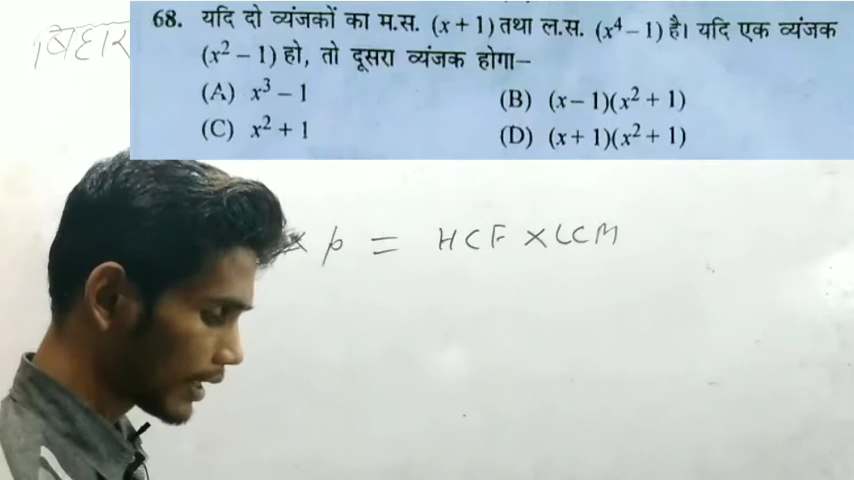 68. यदि दो व्यंजकों का म.स. (x + 1) तथा ल.स. (x⁴ – 1) है। यदि एक व्यंजक
(x² – 1) हो, तो दूसरा व्यंजक होगा–
(A) x³ – 1
(B) (x – 1)(x² + 1)
(C) x² + 1
(D) (x + 1)(x² + 1)
बिहार
× p = HCF × LCM